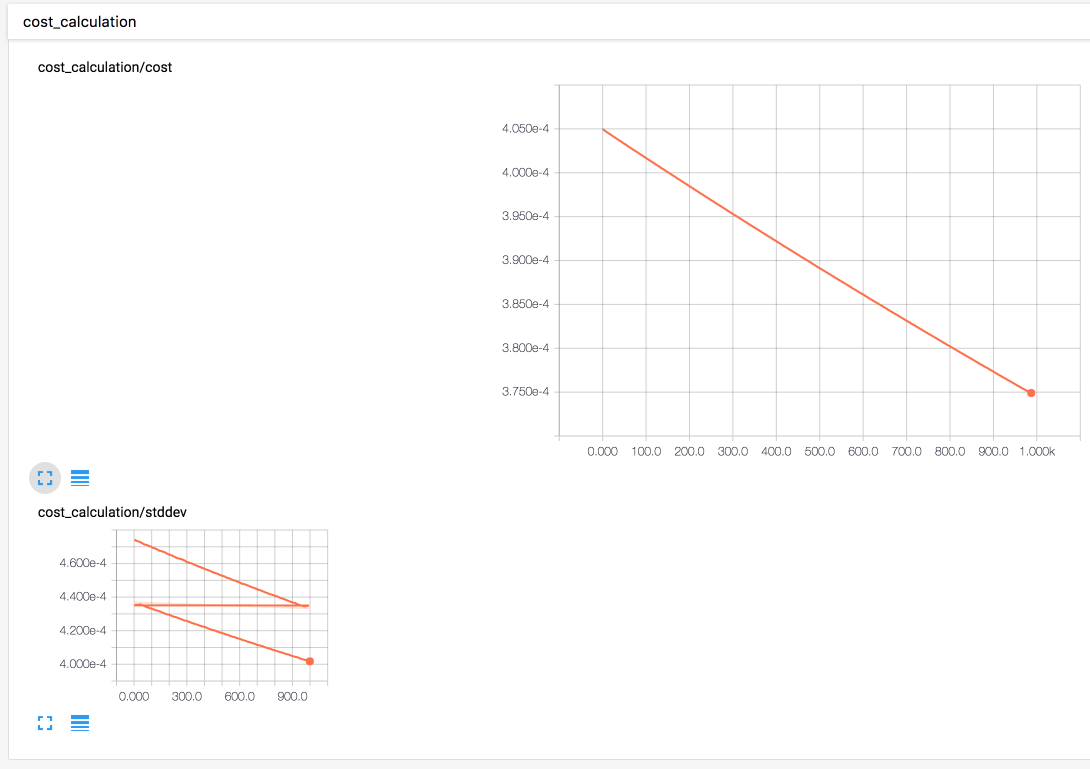 cost_calculation
cost_calculation/cost
4.050e-4
4.000e-4
3.950e-4
3.900e-4
3.850e-4
3.800e-4
3.750e-4
0.000 100.0 200.0 300.0 400.0 500.0 600.0 700.0 800.0 900.0 1.000k
cost_calculation/stddev
4.600e-4
4.400e-4
4.200e-4
4.000e-4
0.000 300.0 600.0 900.0